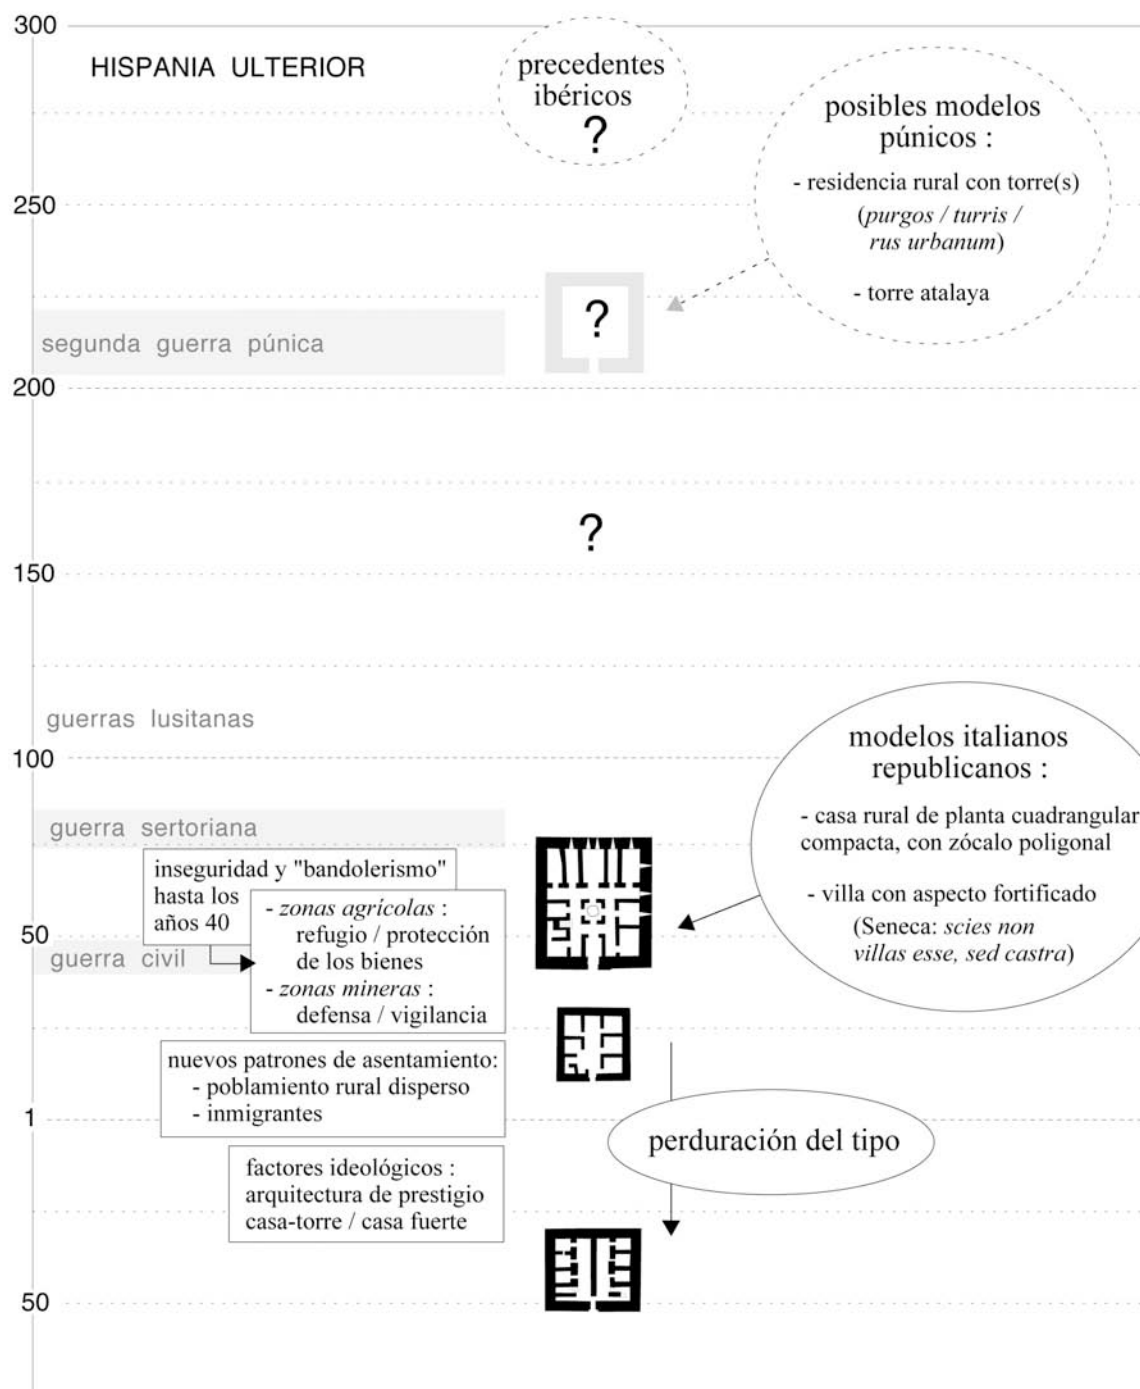 300
HISPANIA ULTERIOR
precedentes
ibéricos
?
posibles modelos
púnicos :
- residencia rural con torre(s)
(purgos / turris /
rus urbanum)
- torre atalaya
250
?
segunda guerra púnica
200
?
150
guerras lusitanas
100
modelos italianos
republicanos :
- casa rural de planta cuadrangular
compacta, con zócalo poligonal
- villa con aspecto fortificado
(Seneca: scies non
villas esse, sed castra)
guerra sertoriana
inseguridad y "bandolerismo"
hasta los
años 40
- zonas agrícolas :
refugio / protección
de los bienes
- zonas mineras :
defensa / vigilancia
50
guerra civil
nuevos patrones de asentamiento:
- poblamiento rural disperso
- inmigrantes
1
perduración del tipo
factores ideológicos :
arquitectura de prestigio
casa-torre / casa fuerte
50